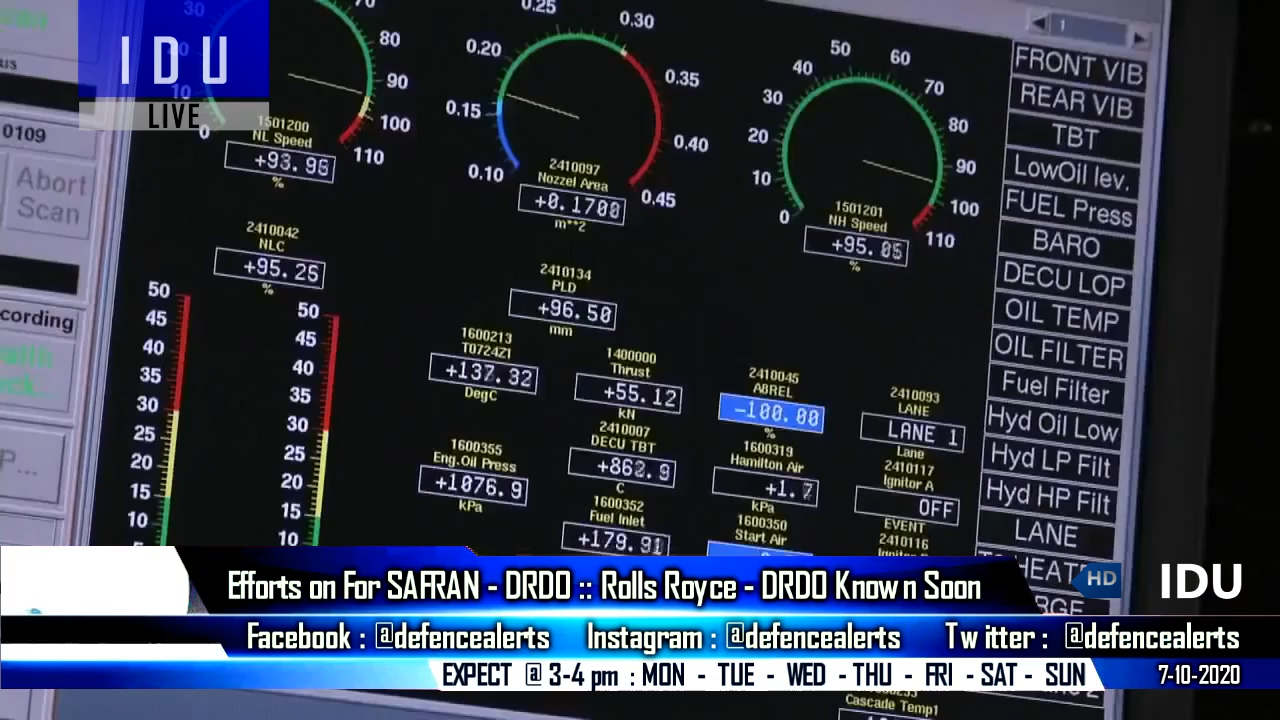 IDU
LIVE
0109
Abort
Scan
30
70
80
90
100
110
10
0
1501200
NL Speed
%
0.25
0.30
0.20
0.35
0.15
0.40
0.10
0.45
2410097
Nozzel Area
+0.1700
m**2
50
60
40
70
30
80
20
90
10
100
0
110
1501201
NH Speed
%
2410042
NLC
+95.26
%
2410134
PLD
+96.50
mm
50
45
40
35
30
25
20
15
10
50
45
40
35
30
25
20
15
10
1600213
T0724Z1
+137.32
DegC
1400000
Thrust
+55.12
kN
2410045
A8REL
-100.00
%
2410093
LANE
LANE 1
Lane
1600355
Eng.Oil Press
+1076.9
kPa
2410007
DECU TBT
+862.9
C
1600319
Hamilton Air
kPa
2410117
Ignitor A
OFF
1600352
Fuel Inlet
+179.91
1600350
Start Air
EVENT
2410116
1
FRONT VIB
REAR VIB
TBT
LowOil lev.
FUEL Press
BARO
DECU LOP
OIL TEMP
OIL FILTER
Fuel Filter
Hyd Oil Low
Hyd LP Filt
Hyd HP Filt
LANE
HD
IDU
Efforts on For SAFRAN - DRDO :: Rolls Royce - DRDO Known Soon
Facebook : @defencealerts Instagram : @defencealerts Twitter : @defencealerts
EXPECT @ 3-4 pm : MON - TUE - WED - THU - FRI - SAT - SUN
7-10-2020
Cascade Temp1